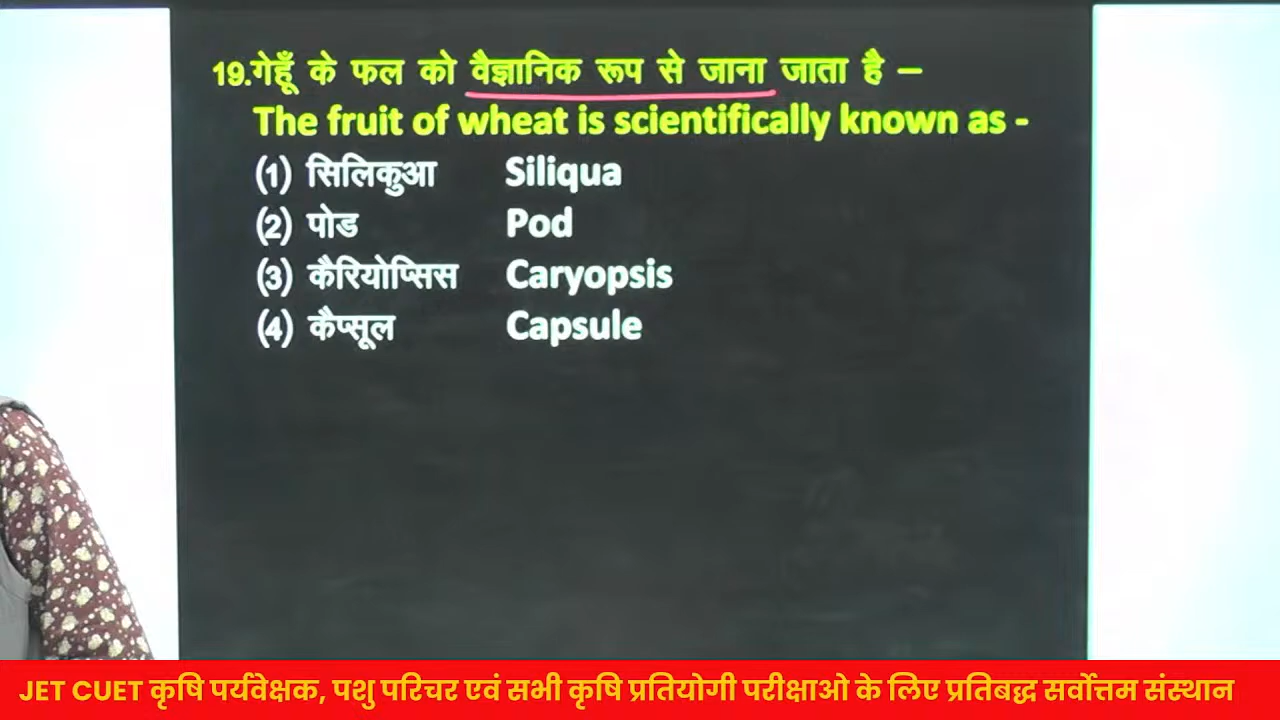 19.गेहूँ के फल को वैज्ञानिक रूप से जाना जाता है –
The fruit of wheat is scientifically known as -
(1) सिलिकुआ Siliqua
(2) पोड Pod
(3) कैरियोप्सिस Caryopsis
(4) कैप्सूल Capsule
JET CUET कृषि पर्यवेक्षक, पशु परिचर एवं सभी कृषि प्रतियोगी परीक्षाओ के लिए प्रतिबद्ध सर्वोत्तम संस्थान